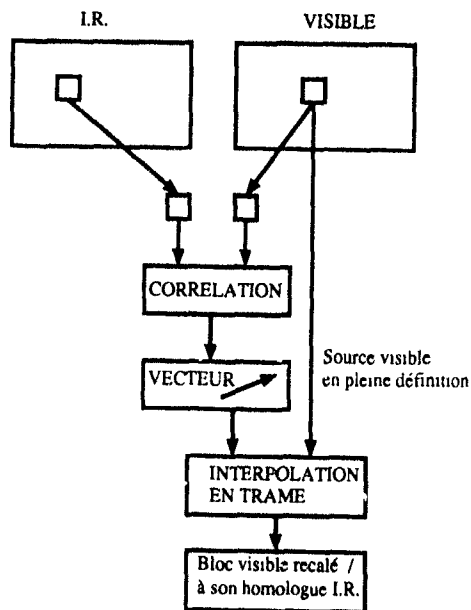 I.R.
VISIBLE
CORRELATION
VECTEUR
Source visible
en pleine définition
INTERPOLATION
EN TRAME
Bloc visible recalé /
à son homologue I.R.